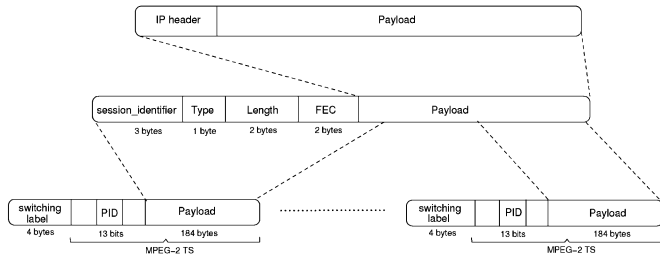 IP header Payload
session_identifier Type Length FEC Payload
3 bytes 1 byte 2 bytes 2 bytes
switching label PID Payload switching label PID Payload
4 bytes 13 bits 184 bytes 4 bytes 13 bits 184 bytes
MPEG-2 TS MPEG-2 TS